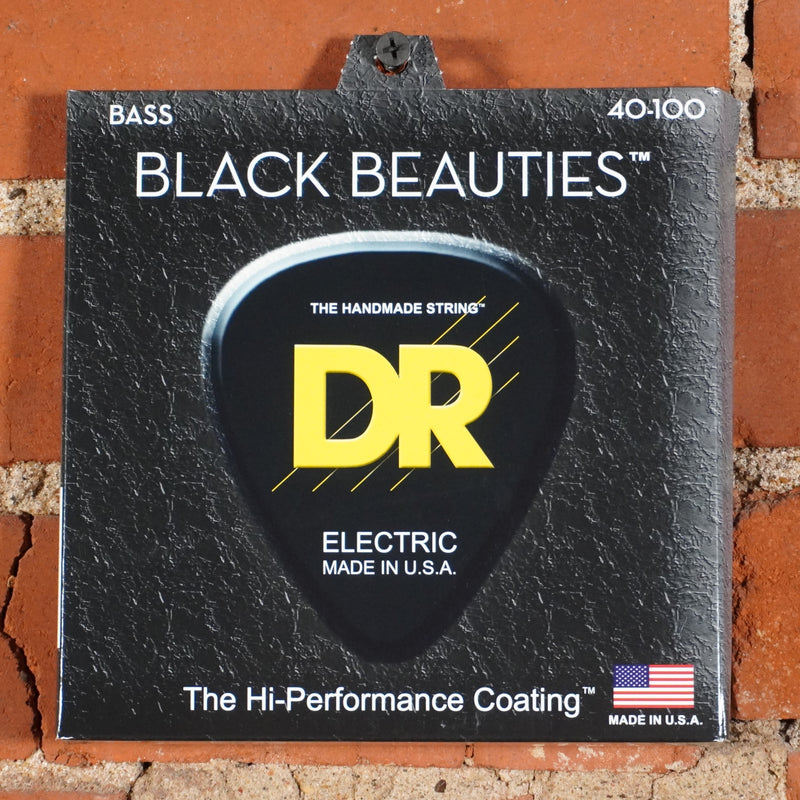 BASS
40-100
BLACK BEAUTIES™
THE HANDMADE STRING™
DR
ELECTRIC
MADE IN U.S.A.
The Hi-Performance Coating™
MADE IN U.S.A.